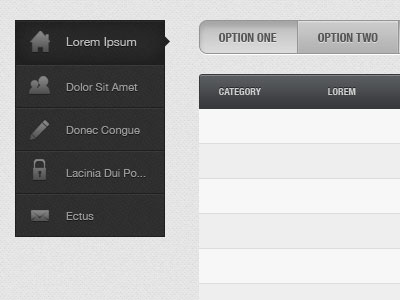 Lorem Ipsum
Dolor Sit Amet
Donec Congue
Lacinia Dui Po...
Ectus
OPTION ONE
OPTION TWO
CATEGORY
LOREM